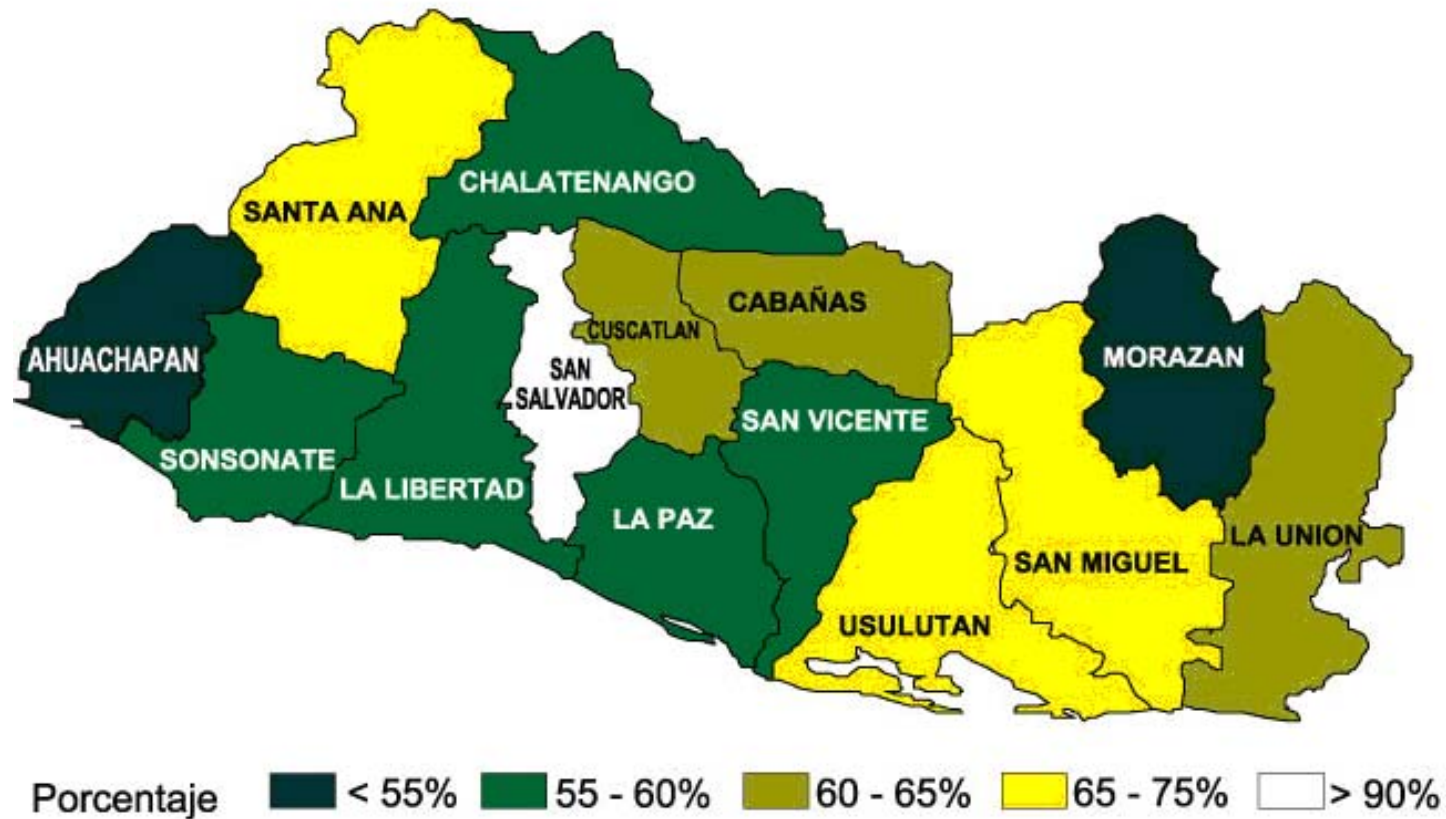 CHALATENANGO
SANTA ANA
CABAÑAS
CUSCATLAN
AHUACHAPAN
MORAZAN
SAN
SALVADOR
SAN VICENTE
SONSONATE
LA LIBERTAD
LA PAZ
LA UNION
SAN MIGUEL
USULUTAN
Porcentaje < 55% 55 - 60% 60 - 65% 65 - 75% > 90%